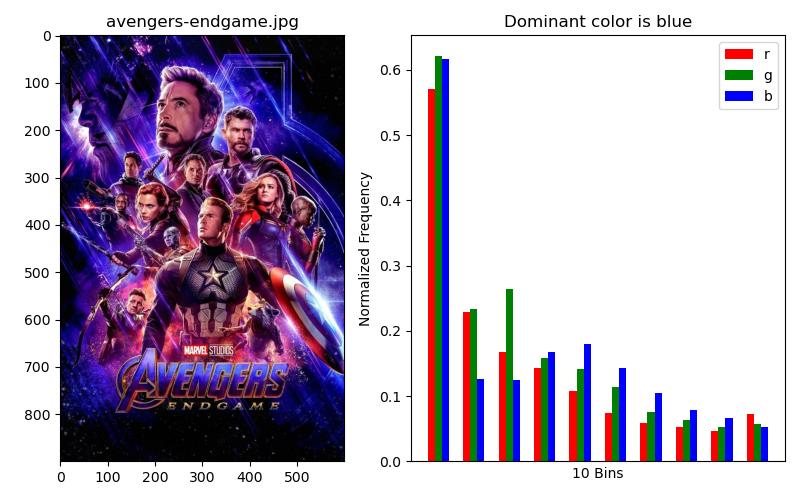 avengers-endgame.jpg
0
100
200
300
400
500
600
700
800
0 100 200 300 400 500
MARVEL STUDIOS
AVENGERS
ENDGAME
Dominant color is blue
Normalized Frequency
0.6
0.5
0.4
0.3
0.2
0.1
0.0
10 Bins
r
g
b